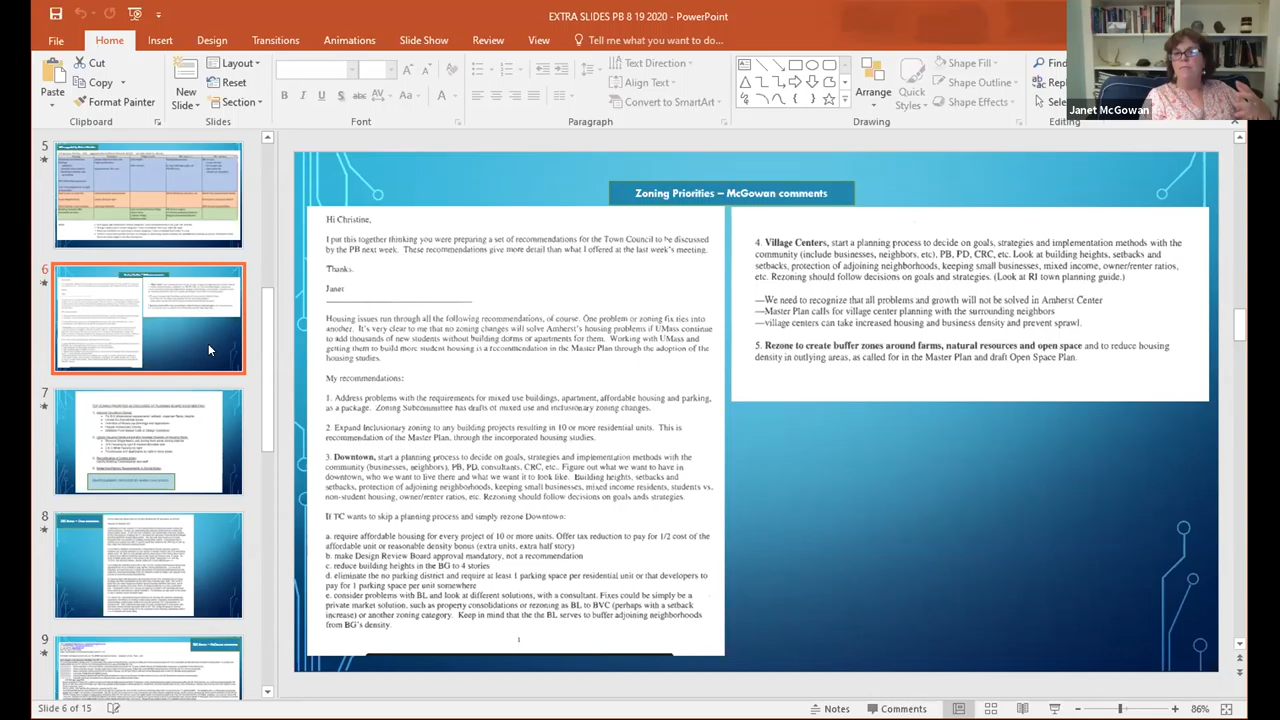 EXTRA SLIDES PB 8 19 2020 - PowerPoint
File Home Insert Design Transitions Animations Slide Show Review View Tell me what you want to do...
Paste
Cut
Copy
Format Painter
Clipboard
New
Slide
Layout
Reset
Section
Slides
B I U S abc AV Aa A
Font
Text Direction
Align Text
Convert to SmartArt
Paragraph
Arrange
Quick
Styles
Shape Fill
Shape Outline
Shape Effects
Drawing
Editing
Janet McGowan
5
6
7
8
9
Zoning Priorities – McGowan comments
Hi Christine,
I put this together thinking you were preparing a set of recommendations for the Town Council to be discussed
by the PB next week. These recommendations give more detail than what I offered at the last week's meeting.
Thanks.
Janet
Housing issues run through all the following recommendations, of course. One problem or zoning fix ties into
another. It's very clear to me that no zoning changes will solve Amherst's housing problems if UMass continue
to add thousands of new students without building dorms or apartments for them. Working with UMass and
getting them to build more student housing is a recommendation in the Master Plan through the adoption of the
housing studies.
My recommendations:
1. Address problems with the requirements for mixed use buildings, apartment, affordable housing and parking,
as a package. Zoning Subcommittee has drafts of mixed use and inclusionary zoning changes.
2. Expand Inclusionary zoning to any building projects resulting in 10 or more residential units. This is
recommendation of the Master Plan, through the incorporated housing studies.
3. Downtown, start a planning process to decide on goals, strategies and implementation methods with the
community (businesses, neighbors), PB, PD, consultants, CRC, etc.. Figure out what we want to have in
downtown, who we want to live there and what we want it to look like. Building heights, setbacks and
setbacks, protection of adjoining neighborhoods, keeping small businesses, mixed income residents, students vs.
non-student housing, owner/renter ratios, etc. Rezoning should follow decisions on goals and strategies.
If TC wants to skip a planning process and simply rezone Downtown:
a. require affordable housing for every project of 10 or more units. Offer tax reduction to pay for 1/2 cost of the
affordable unit or reasonable density bonus (extra units, extra half story)
b. make Design Review Board approval mandatory, not a recommendation
c. reduce building heights in the BG to 4 stories
d. eliminate the no parking district and require at least 1 parking space per residential unit or that developers to
pay for 1 parking space per unit somewhere
e. consider problems with BL and look at different solutions, with a consultant. Fixes could be simply be a
private market solution, such as property consolidations or rezoning as BL to BVC (perhaps with a setback
increase) or another zoning category. Keep in mind that the the BL serves to buffer adjoining neighborhoods
from BG's density.
1
4. Village Centers, start a planning process to decide on goals, strategies and implementation methods with the
community (include businesses, neighbors), PB, PD, CRC, etc. Look at building heights, setbacks and
setbacks, protection of adjoining neighborhoods, keeping small businesses, mixed income, owner/renter ratios,
etc. Rezoning should follow decisions on goals and strategies. (Look at RI town planning guide.)
—We need to recognize all problems and growth will not be solved in Amherst Center
—Master Plan calls for village center planning with the surrounding neighbors
—Village centers can take increased housing and business density and prevent sprawl.
5. Rezone to create buffer zones around farms, natural resources and open space and to reduce housing
density in outlying areas, as called for in the Master Plan and draft Open Space Plan.
Slide 6 of 15
Notes
Comments
86%